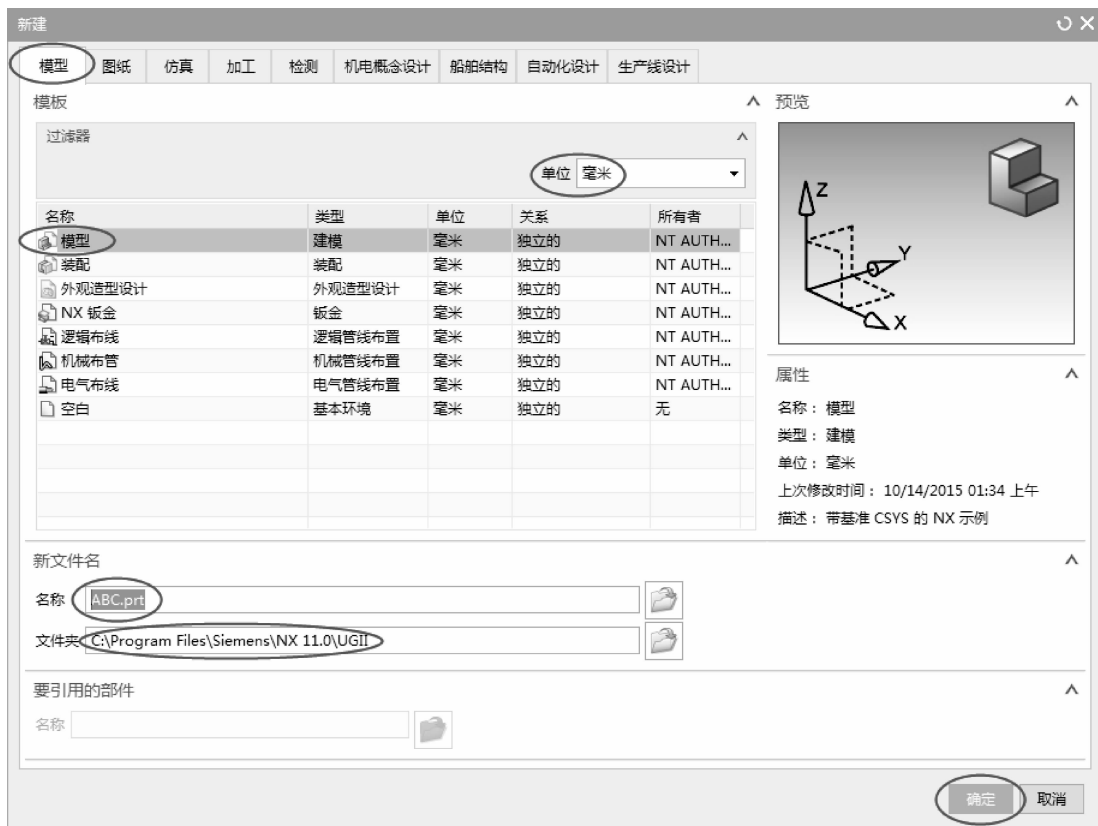 新建
模型 图纸 仿真 加工 检测 机电概念设计 船舶结构 自动化设计 生产线设计
模板
过滤器
单位 毫米
名称 类型 单位 关系 所有者
模型 建模 毫米 独立的 NT AUTH...
装配 装配 毫米 独立的 NT AUTH...
外观造型设计 外观造型设计 毫米 独立的 NT AUTH...
NX 钣金 钣金 毫米 独立的 NT AUTH...
逻辑布线 逻辑管线布置 毫米 独立的 NT AUTH...
机械布管 机械管线布置 毫米 独立的 NT AUTH...
电气布线 电气管线布置 毫米 独立的 NT AUTH...
空白 基本环境 毫米 独立的 无
预览
Z
Y
X
属性
名称： 模型
类型： 建模
单位： 毫米
上次修改时间： 10/14/2015 01:34 上午
描述： 带基准 CSYS 的 NX 示例
新文件名
名称 ABC.prt
文件夹 C:\Program Files\Siemens\NX 11.0\UGII
要引用的部件
名称
确定 取消